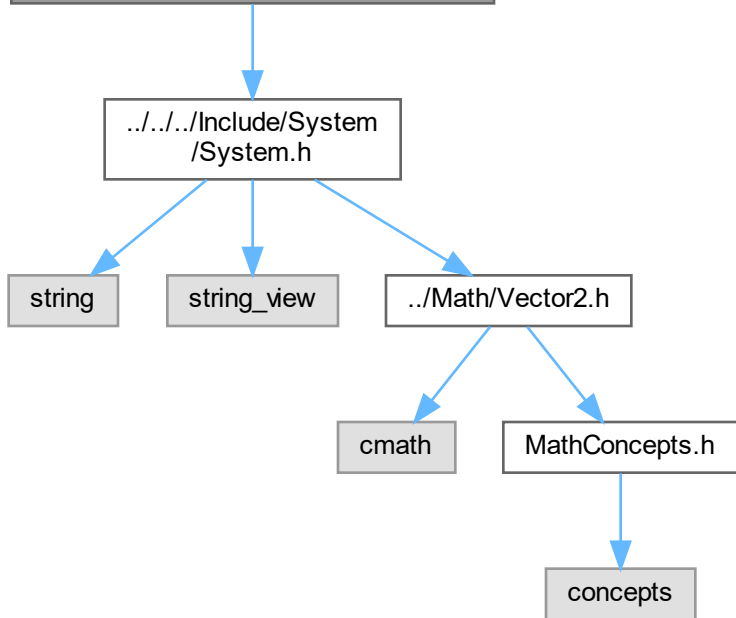 ../../../Include/System
/System.h
string
string_view
../Math/Vector2.h
cmath
MathConcepts.h
concepts